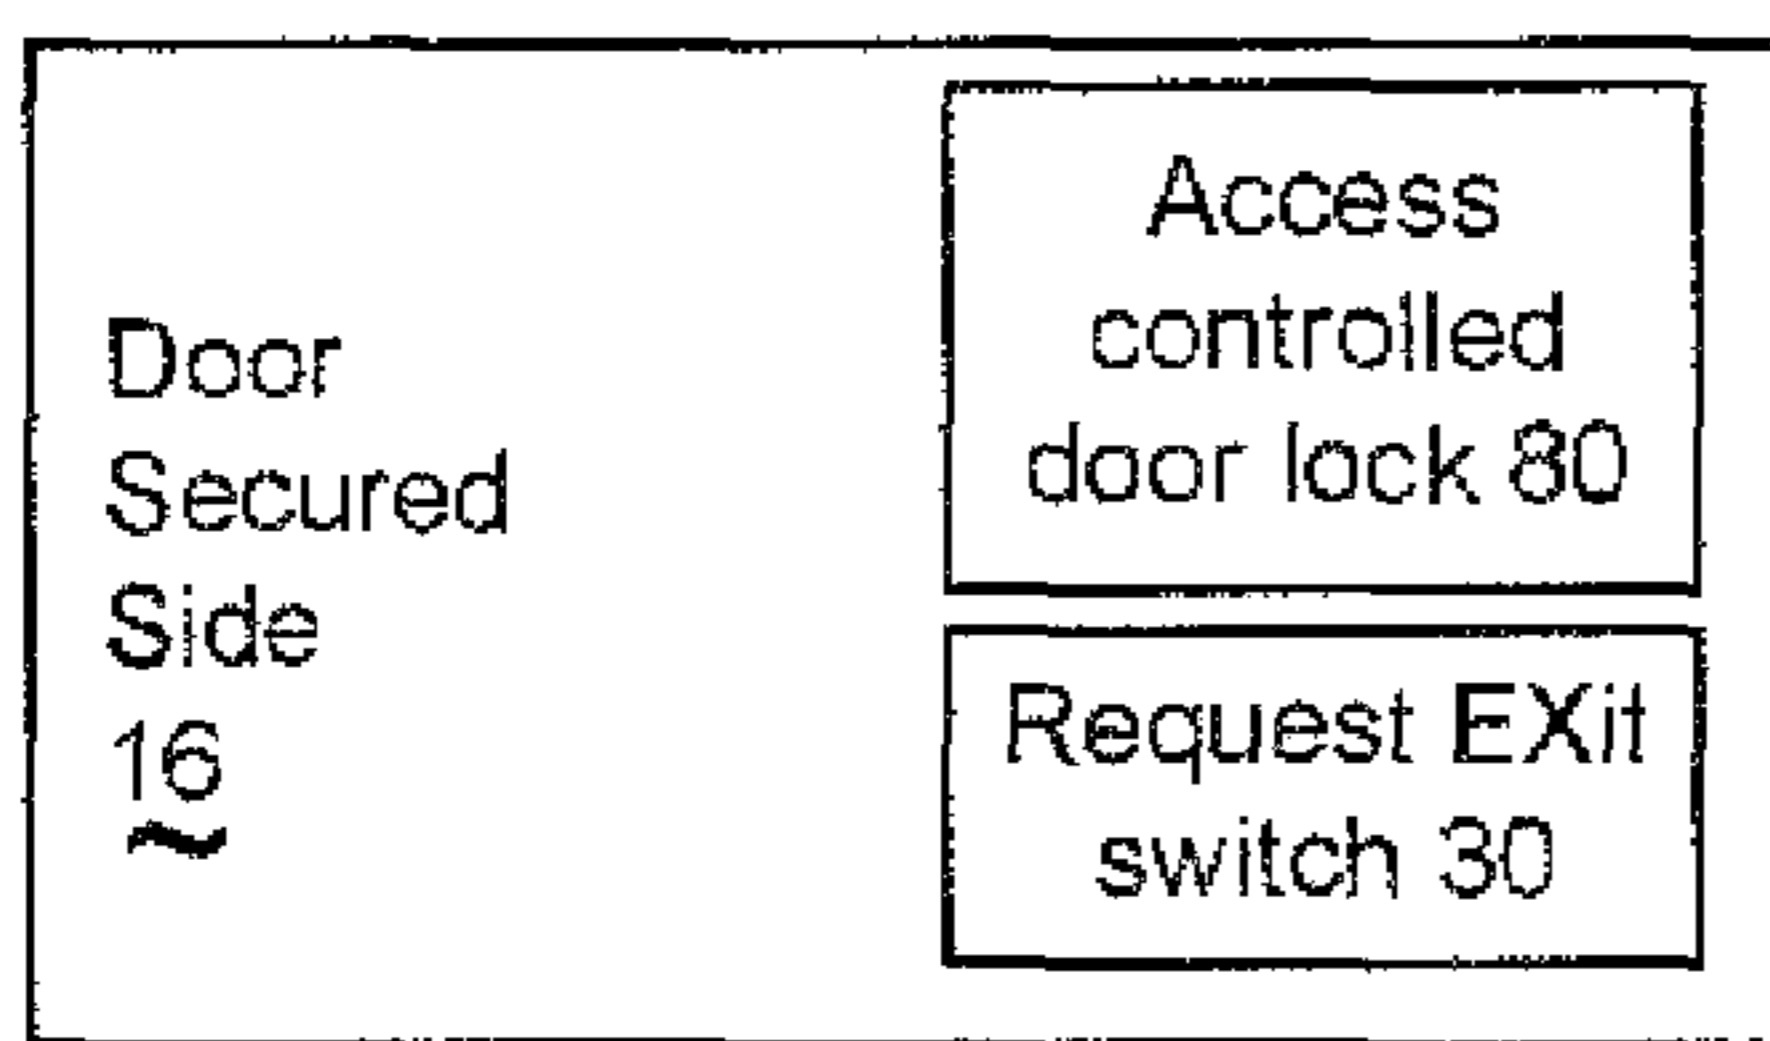 Door
Secured
Side
16
Access
controlled
door lock 80
Request EXit
switch 30